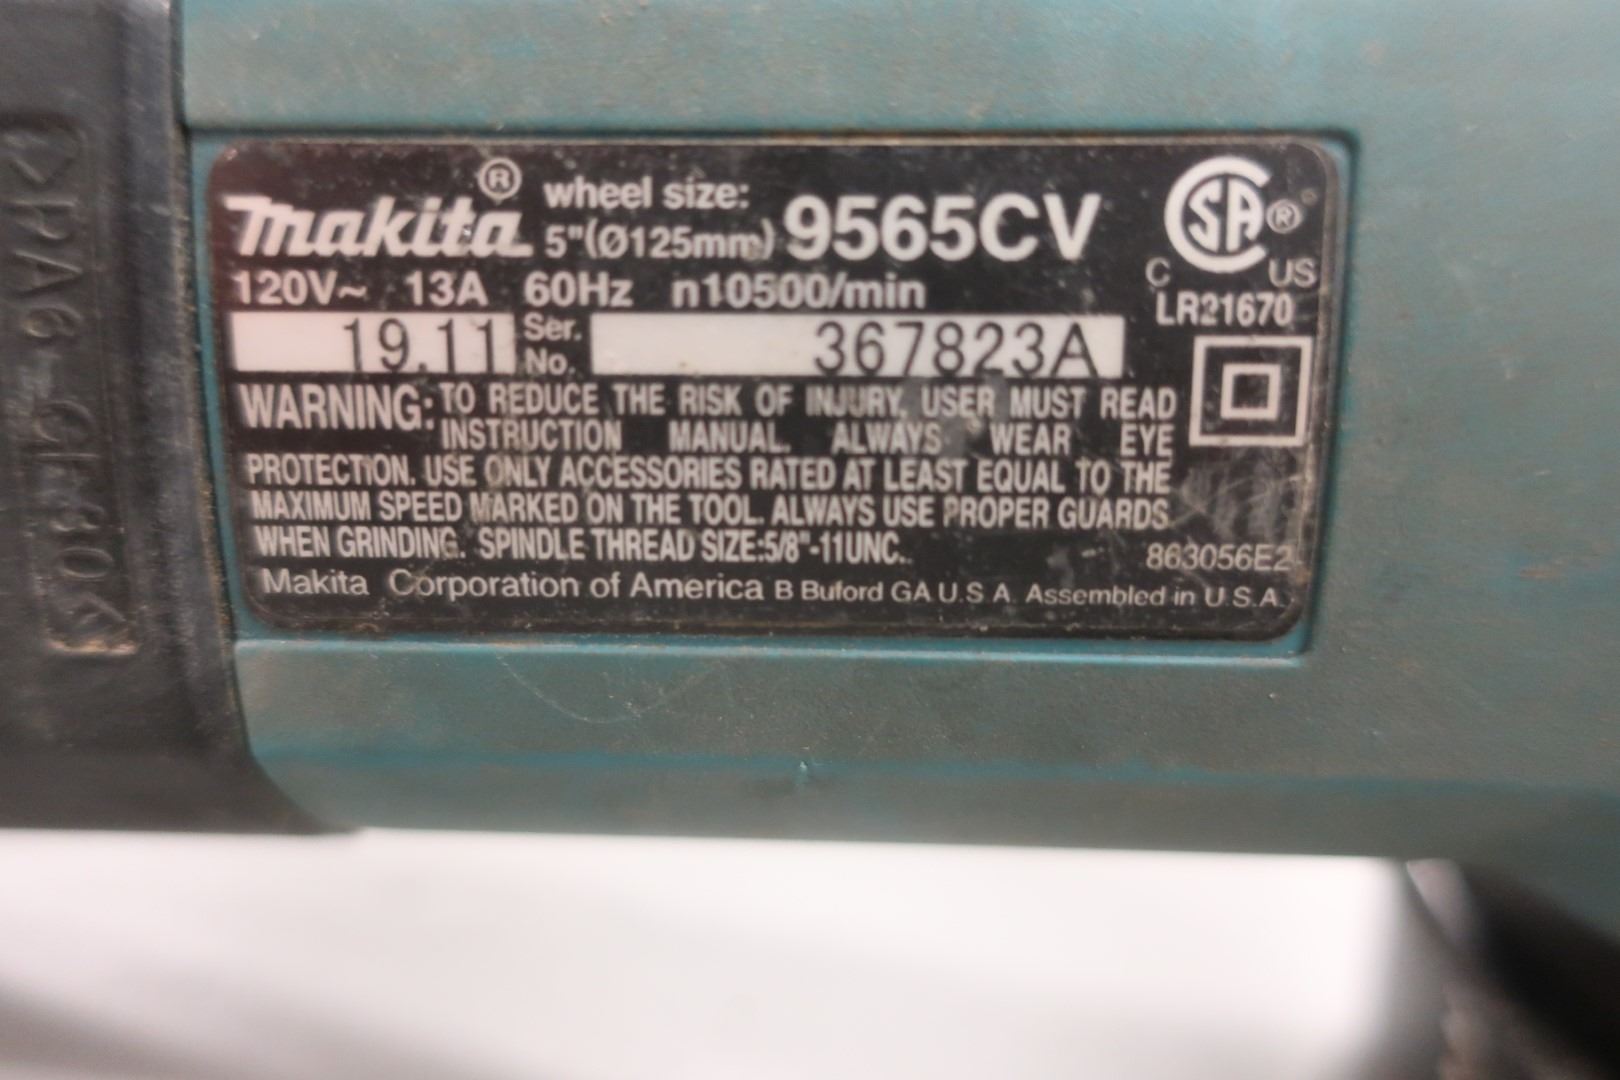 Makita® wheel size: 5"(Ø125mm) 9565CV
120V~ 13A 60Hz n10500/min
19.11 Ser. No. 367823A
CSA®
C US
LR21670
WARNING: TO REDUCE THE RISK OF INJURY, USER MUST READ
INSTRUCTION MANUAL. ALWAYS WEAR EYE
PROTECTION. USE ONLY ACCESSORIES RATED AT LEAST EQUAL TO THE
MAXIMUM SPEED MARKED ON THE TOOL. ALWAYS USE PROPER GUARDS
WHEN GRINDING. SPINDLE THREAD SIZE:5/8"-11UNC.
863056E2
Makita Corporation of America B Buford GA U.S.A. Assembled in U.S.A.
>PA6-GF30<